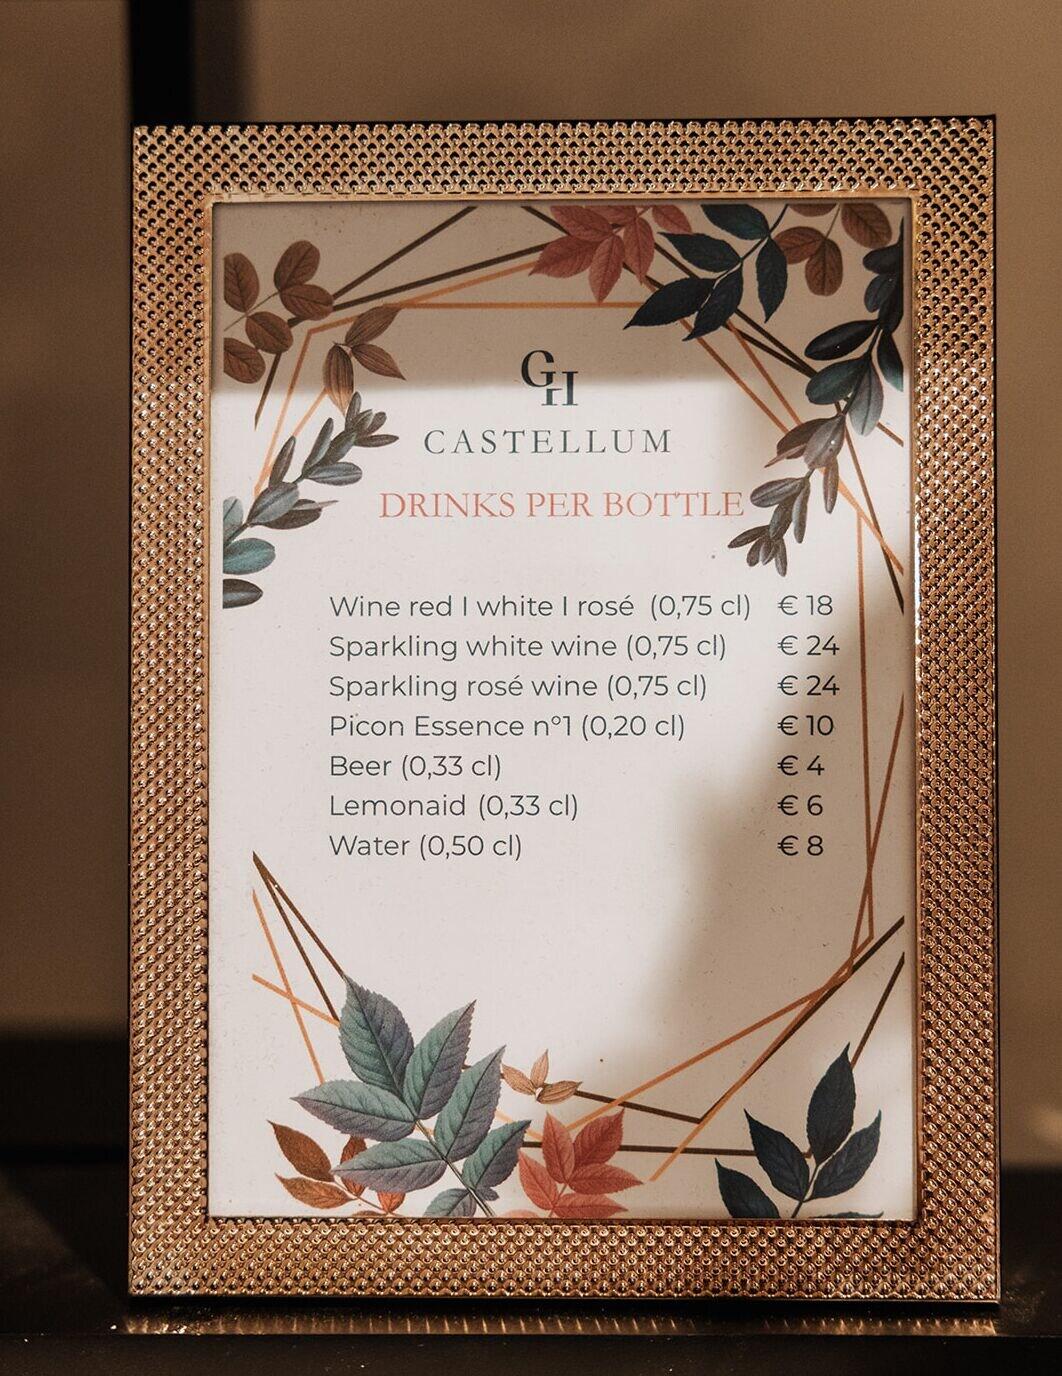 GH
CASTELLUM
DRINKS PER BOTTLE
Wine red I white I rosé (0,75 cl) € 18
Sparkling white wine (0,75 cl) € 24
Sparkling rosé wine (0,75 cl) € 24
Picon Essence n°1 (0,20 cl) € 10
Beer (0,33 cl) € 4
Lemonaid (0,33 cl) € 6
Water (0,50 cl) € 8